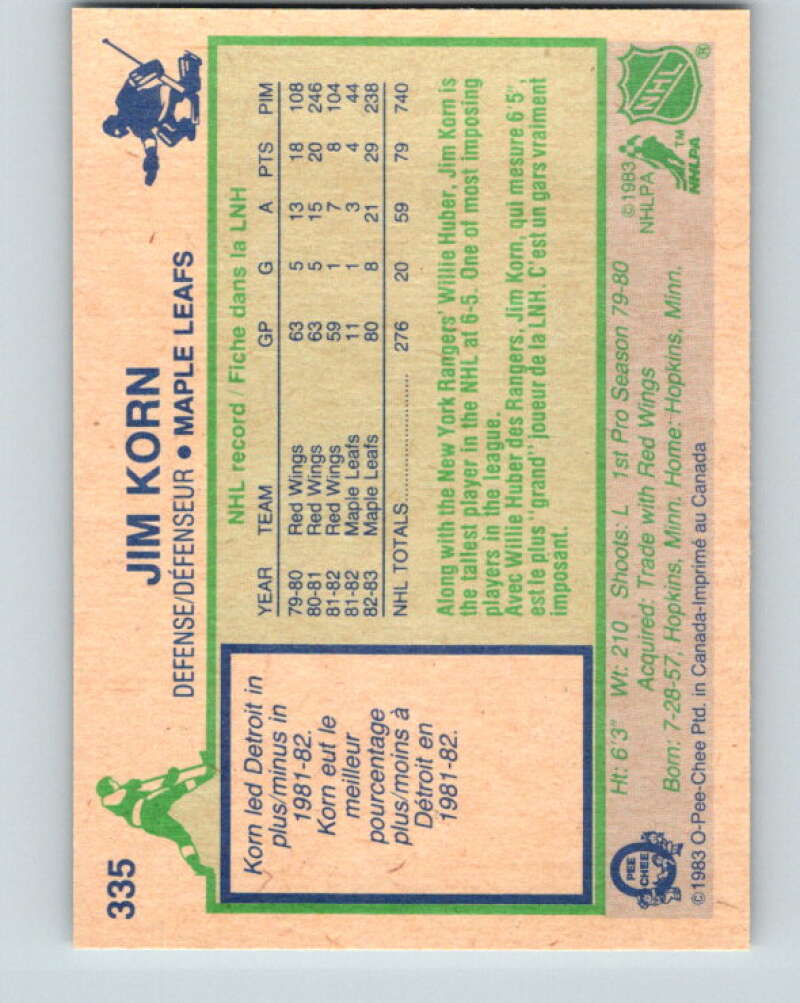 335
JIM KORN
DEFENSE/DÉFENSEUR • MAPLE LEAFS
Korn led Detroit in
plus/minus in
1981-82.
Korn eut le
meilleur
pourcentage
plus/moins à
Détroit en
1981-82.
NHL record / Fiche dans la LNH
YEAR TEAM GP G A PTS PIM
79-80 Red Wings 63 5 13 18 108
80-81 Red Wings 63 5 15 20 246
81-82 Red Wings 59 1 7 8 104
81-82 Maple Leafs 11 1 3 4 44
82-83 Maple Leafs 80 8 21 29 238
NHL TOTALS................ 276 20 59 79 740
Along with the New York Rangers' Willie Huber, Jim Korn is
the tallest player in the NHL at 6-5. One of most imposing
players in the league.
Avec Willie Huber des Rangers, Jim Korn, qui mesure 6'5",
est le plus "grand" joueur de la LNH. C'est un gars vraiment
imposant.
PEE
CHEE
Ht: 6'3" Wt: 210 Shoots: L 1st Pro Season 79-80
Acquired: Trade with Red Wings
Born: 7-28-57, Hopkins, Minn. Home: Hopkins, Minn.
©1983 O-Pee-Chee Ptd. in Canada-Imprimé au Canada
©1983
NHLPA
NHL ®
NHLPA ™